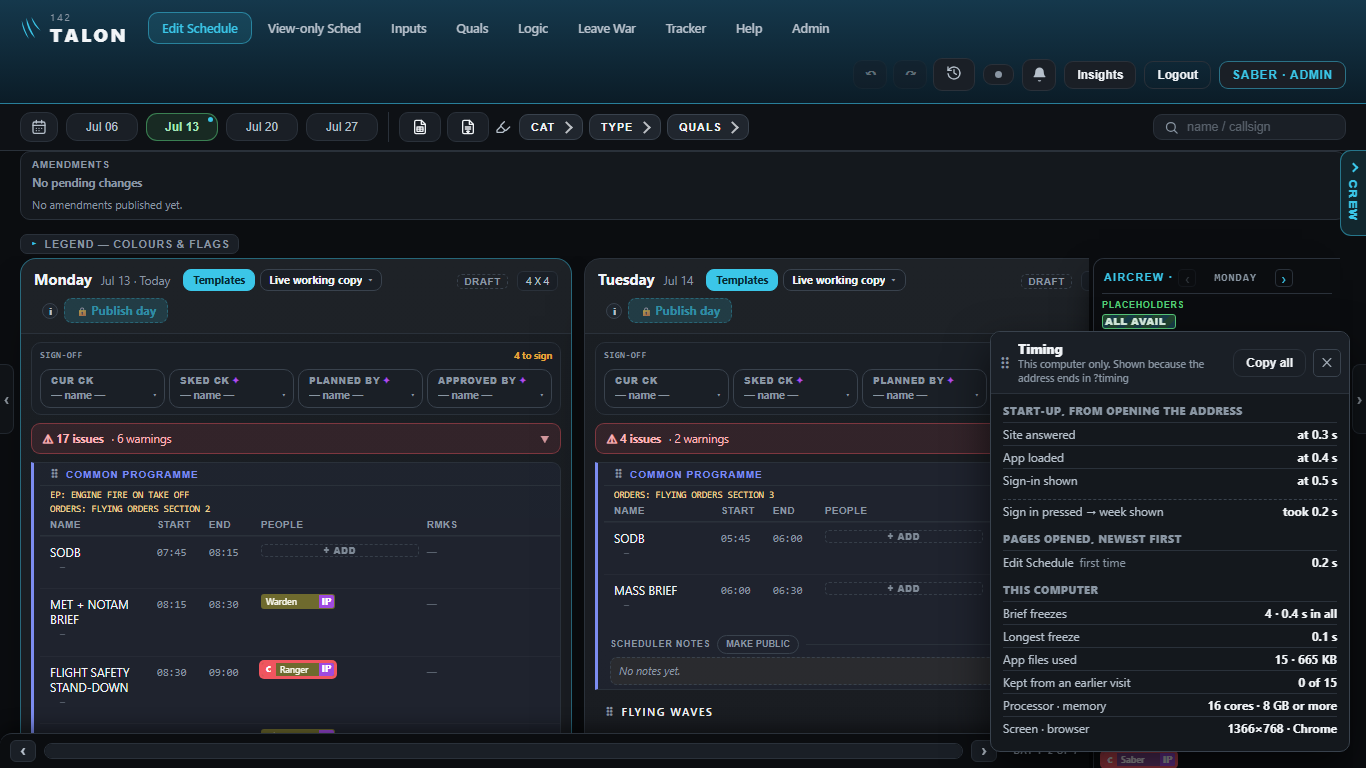 142
TALON
Edit Schedule
View-only Sched
Inputs
Quals
Logic
Leave War
Tracker
Help
Admin
Insights
Logout
SABER · ADMIN
Jul 06
Jul 13
Jul 20
Jul 27
CAT
TYPE
QUALS
name / callsign
AMENDMENTS
No pending changes
No amendments published yet.
CREW
LEGEND — COLOURS & FLAGS
Monday Jul 13 · Today
Templates
Live working copy
DRAFT
4 X 4
i
Publish day
SIGN-OFF
4 to sign
CUR CK
— name —
SKED CK
— name —
PLANNED BY
— name —
APPROVED BY
— name —
17 issues · 6 warnings
COMMON PROGRAMME
EP: ENGINE FIRE ON TAKE OFF
ORDERS: FLYING ORDERS SECTION 2
NAME START END PEOPLE RMKS
SODB 07:45 08:15 + ADD —
—
MET + NOTAM BRIEF 08:15 08:30 Warden IP —
—
FLIGHT SAFETY STAND-DOWN 08:30 09:00 C Ranger IP —
—
Tuesday Jul 14
Templates
Live working copy
DRAFT
i
Publish day
SIGN-OFF
CUR CK
— name —
SKED CK
— name —
PLANNED BY
— name —
4 issues · 2 warnings
COMMON PROGRAMME
ORDERS: FLYING ORDERS SECTION 3
NAME START END PEOPLE
SODB 05:45 06:00 + ADD
—
MASS BRIEF 06:00 06:30 + ADD
—
SCHEDULER NOTES
MAKE PUBLIC
No notes yet.
FLYING WAVES
AIRCREW ·
MONDAY
PLACEHOLDERS
ALL AVAIL
Timing
This computer only. Shown because the
address ends in ?timing
Copy all
START-UP, FROM OPENING THE ADDRESS
Site answered at 0.3 s
App loaded at 0.4 s
Sign-in shown at 0.5 s
Sign in pressed → week shown took 0.2 s
PAGES OPENED, NEWEST FIRST
Edit Schedule first time 0.2 s
THIS COMPUTER
Brief freezes 4 · 0.4 s in all
Longest freeze 0.1 s
App files used 15 · 665 KB
Kept from an earlier visit 0 of 15
Processor · memory 16 cores · 8 GB or more
Screen · browser 1366×768 · Chrome
C Saber IP